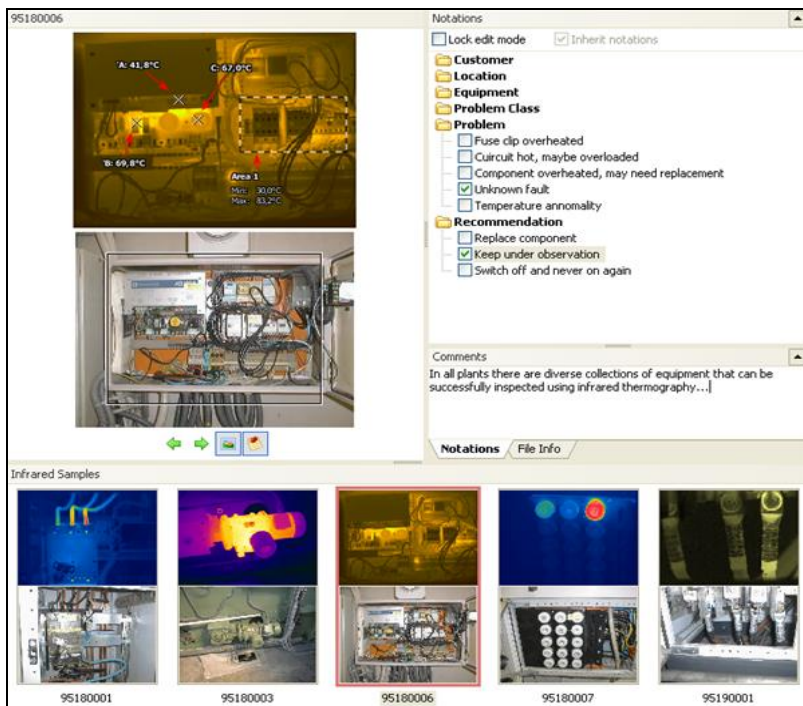 95180006
'A: 41,8°C
C: 67,0°C
'B: 69,8°C
Area 1
Min: 30,0°C
Max: 83,2°C
Notations
Lock edit mode
Inherit notations
Customer
Location
Equipment
Problem Class
Problem
Fuse clip overheated
Cuircuit hot, maybe overloaded
Component overheated, may need replacement
Unknown fault
Temperature annomality
Recommendation
Replace component
Keep under observation
Switch off and never on again
Comments
In all plants there are diverse collections of equipment that can be
successfully inspected using infrared thermography...
Notations
File Info
Infrared Samples
95180001
95180003
95180006
95180007
95190001